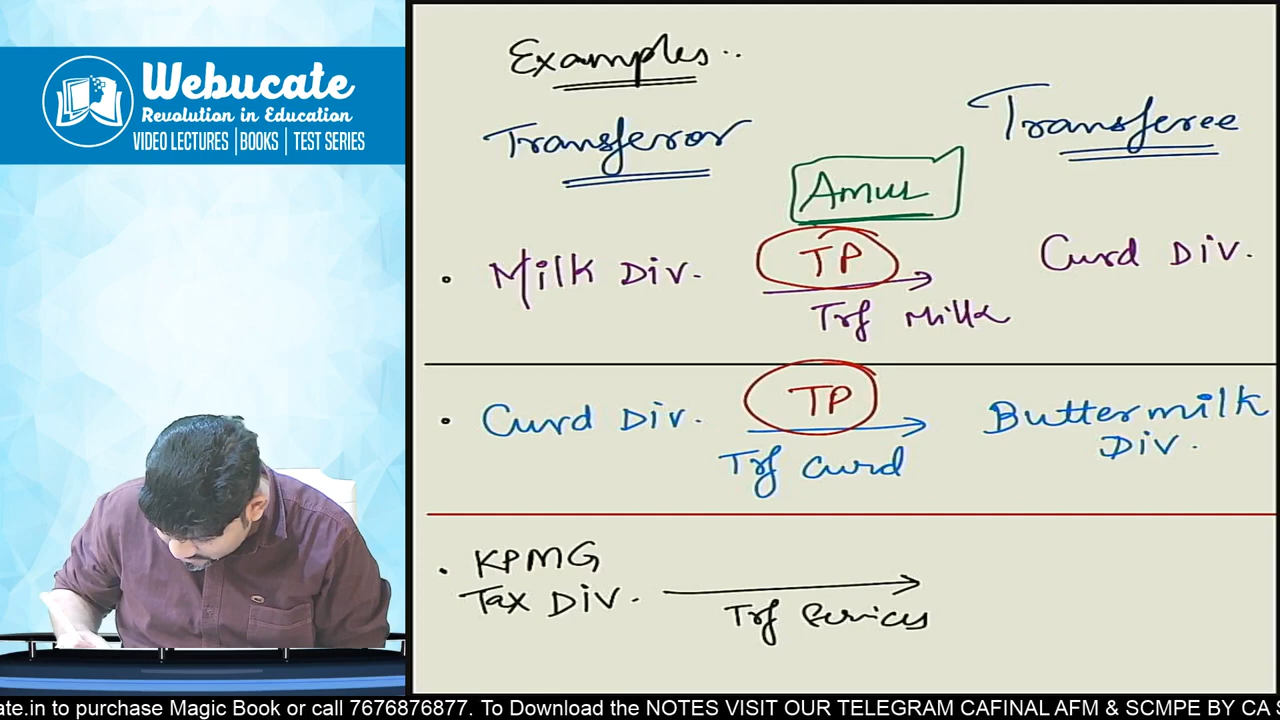 Webucate
Revolution in Education
VIDEO LECTURES | BOOKS | TEST SERIES
Examples..
Transferor
Transferee
Amul
• Milk Div.
TP
Trf Milk
Curd Div.
• Curd Div.
TP
Trf Curd
Buttermilk
Div.
• KPMG
Tax Div.
Trf Services
ate.in to purchase Magic Book or call 7676876877. To Download the NOTES VISIT OUR TELEGRAM CAFINAL AFM & SCMPE BY CA S